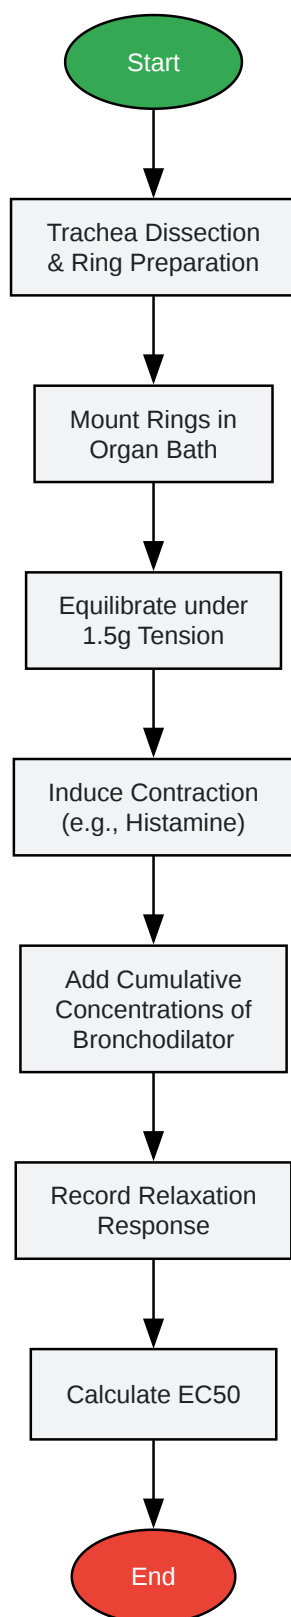 Start
Trachea Dissection
& Ring Preparation
Mount Rings in
Organ Bath
Equilibrate under
1.5g Tension
Induce Contraction
(e.g., Histamine)
Add Cumulative
Concentrations of
Bronchodilator
Record Relaxation
Response
Calculate EC50
End